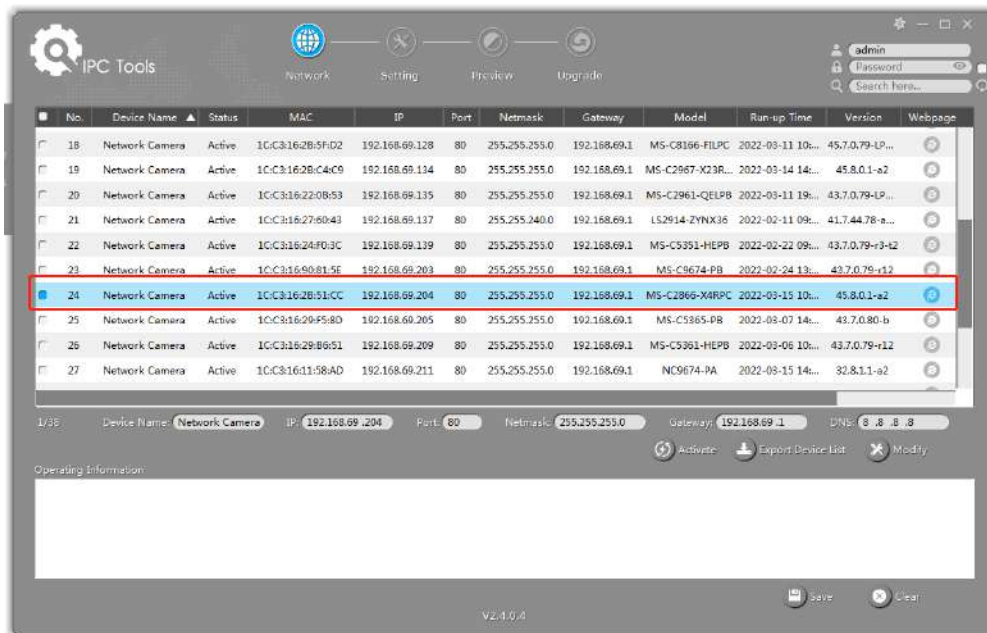 IPC Tools
Network Setting Preview Upgrade
admin
Password
Search here...
No. Device Name ▲ Status MAC IP Port Netmask Gateway Model Run-up Time Version Webpage
18 Network Camera Active 1C:C3:16:2B:5F:D2 192.168.69.128 80 255.255.255.0 192.168.69.1 MS-C8166-FILPC 2022-03-11 10:... 45.7.0.79-LP...
19 Network Camera Active 1C:C3:16:2B:C4:C9 192.168.69.134 80 255.255.255.0 192.168.69.1 MS-C2967-X23R... 2022-03-14 14:... 45.8.0.1-a2
20 Network Camera Active 1C:C3:16:22:0B:53 192.168.69.135 80 255.255.255.0 192.168.69.1 MS-C2961-QELPB 2022-03-11 19:... 43.7.0.79-LP...
21 Network Camera Active 1C:C3:16:27:60:43 192.168.69.137 80 255.255.240.0 192.168.69.1 LS2914-ZYNX36 2022-02-11 09:... 41.7.44.78-a...
22 Network Camera Active 1C:C3:16:24:F0:3C 192.168.69.139 80 255.255.255.0 192.168.69.1 MS-C5351-HEPB 2022-02-22 09:... 43.7.0.79-r3-t2
23 Network Camera Active 1C:C3:16:90:81:5E 192.168.69.203 80 255.255.255.0 192.168.69.1 MS-C9674-PB 2022-02-24 13:... 43.7.0.79-r12
24 Network Camera Active 1C:C3:16:2B:51:CC 192.168.69.204 80 255.255.255.0 192.168.69.1 MS-C2866-X4RPC 2022-03-15 10:... 45.8.0.1-a2
25 Network Camera Active 1C:C3:16:29:F5:8D 192.168.69.205 80 255.255.255.0 192.168.69.1 MS-C5365-PB 2022-03-07 14:... 43.7.0.80-b
26 Network Camera Active 1C:C3:16:29:B6:51 192.168.69.209 80 255.255.255.0 192.168.69.1 MS-C5361-HEPB 2022-03-06 10:... 43.7.0.79-r12
27 Network Camera Active 1C:C3:16:11:58:AD 192.168.69.211 80 255.255.255.0 192.168.69.1 NC9674-PA 2022-03-15 14:... 32.8.1.1-a2
1/38 Device Name: Network Camera IP: 192.168.69 .204 Port: 80 Netmask: 255.255.255.0 Gateway: 192.168.69 .1 DNS: 8 .8 .8 .8
Activate Export Device List Modify
Operating Information
Save Clear
V2.4.0.4